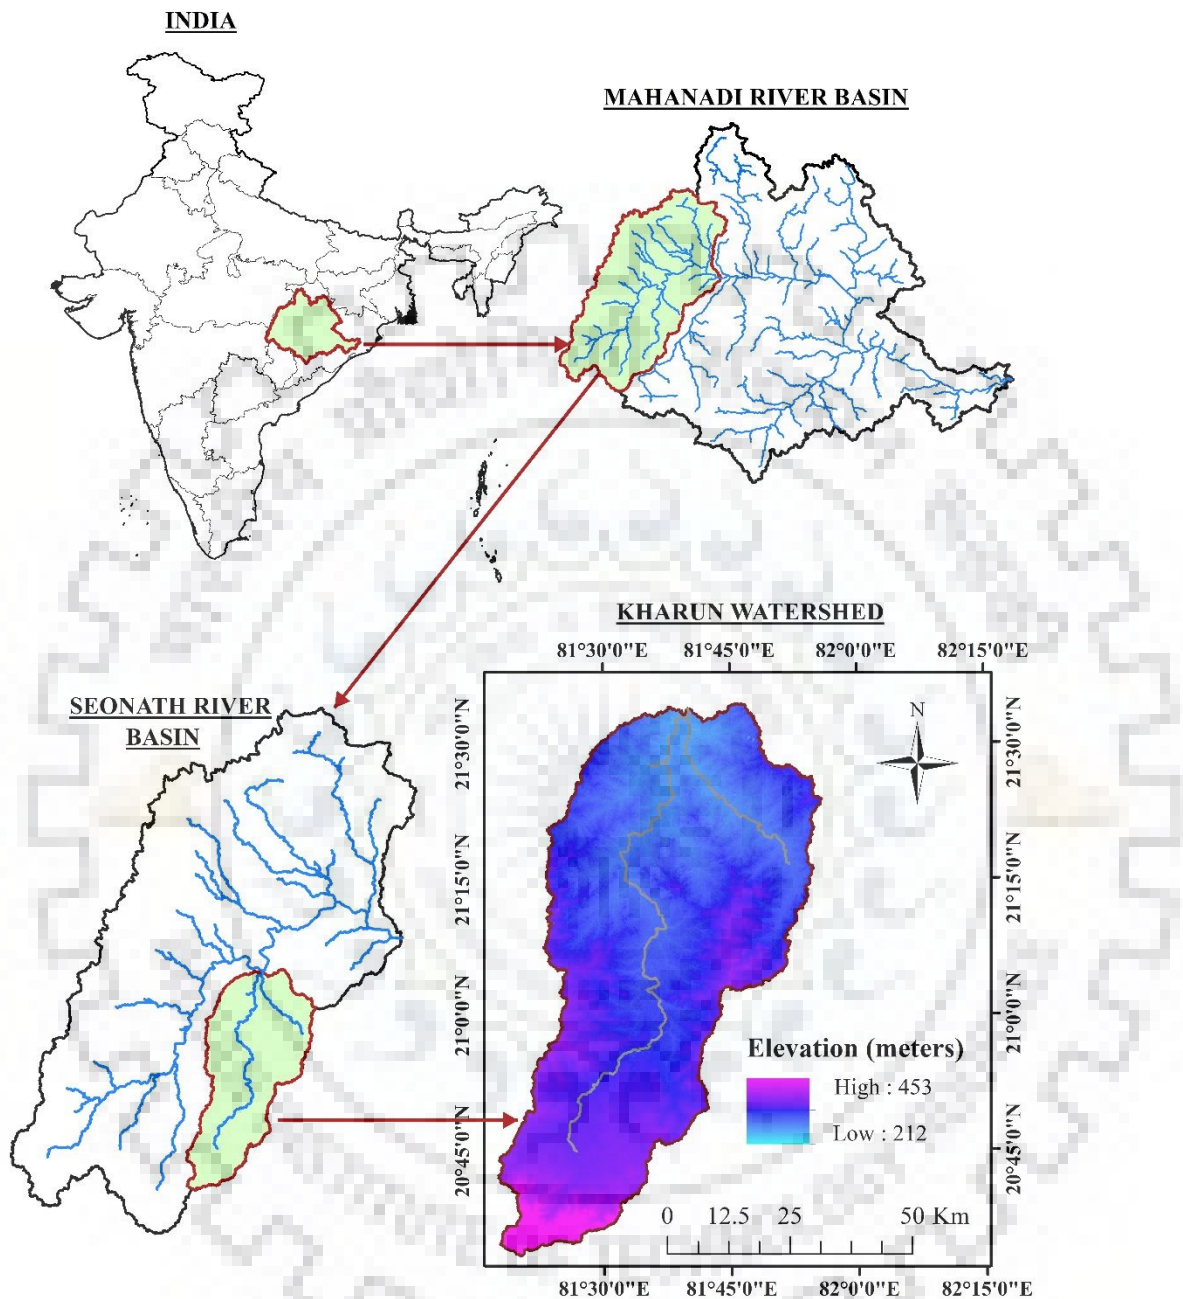 INDIA
MAHANADI RIVER BASIN
KHARUN WATERSHED
81°30'0"E 81°45'0"E 82°0'0"E 82°15'0"E
SEONATH RIVER
BASIN
N
21°30'0"N
21°30'0"N
21°15'0"N
21°15'0"N
21°0'0"N
21°0'0"N
Elevation (meters)
High : 453
Low : 212
20°45'0"N
20°45'0"N
0 12.5 25 50 Km
81°30'0"E 81°45'0"E 82°0'0"E 82°15'0"E